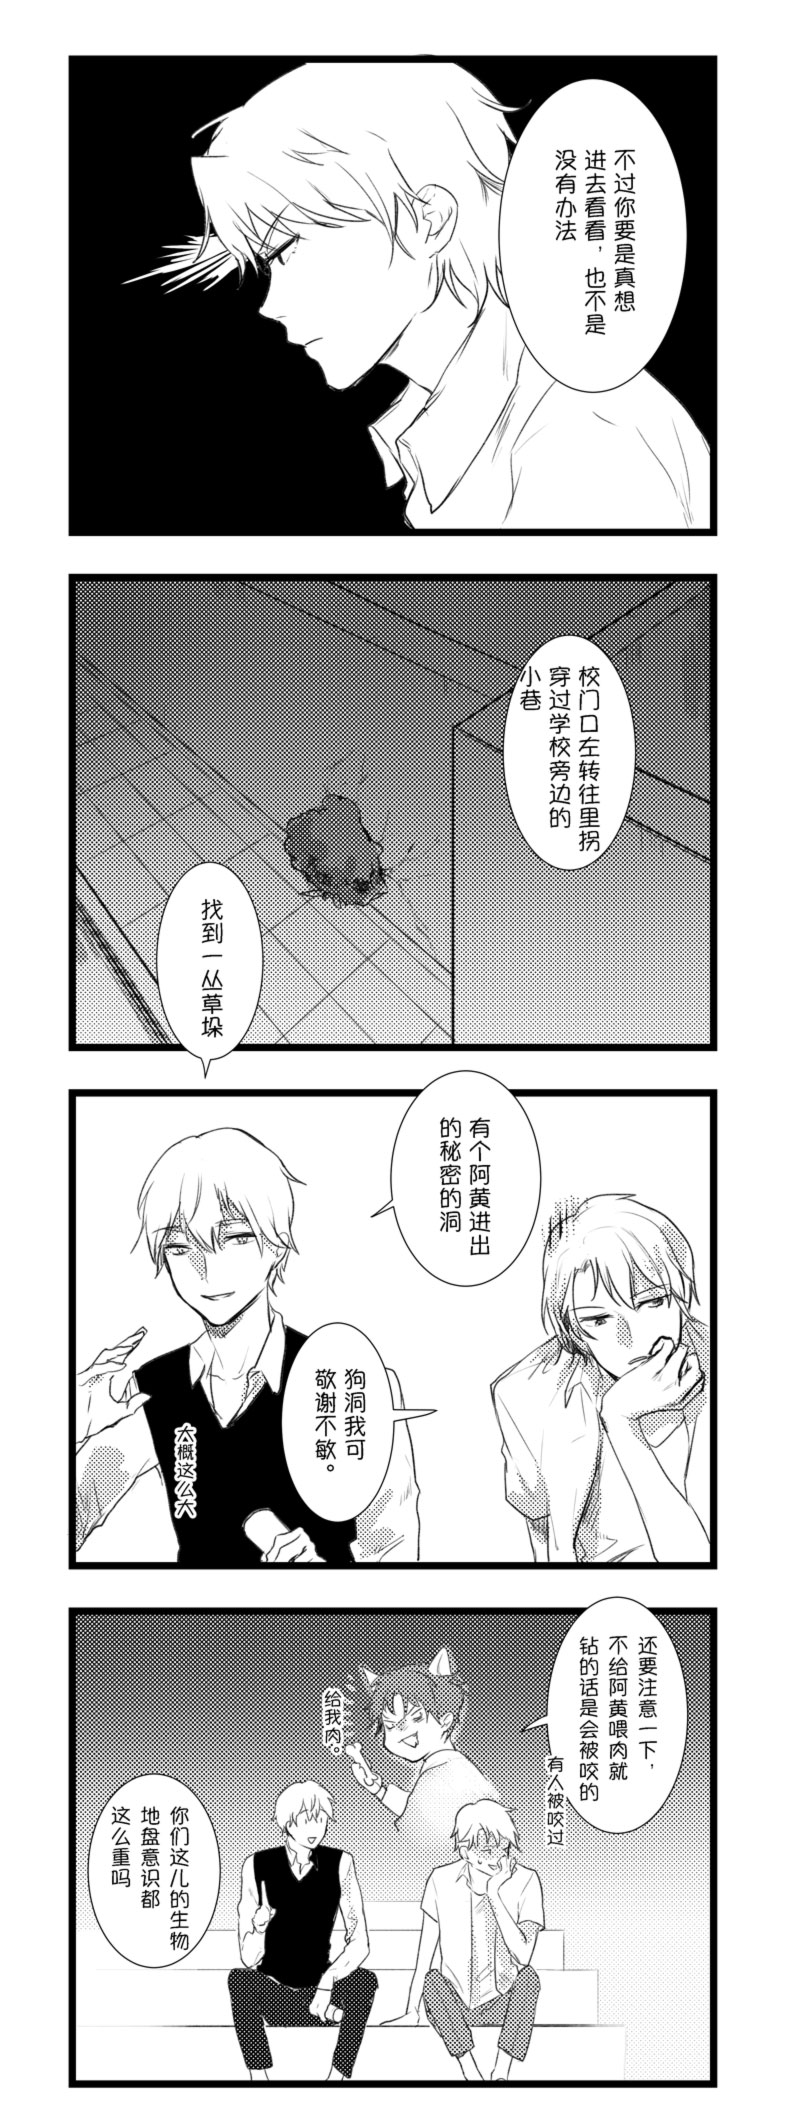 不过你要是真想
进去看看，也不是
没有办法
校门口左转往里拐
穿过学校旁边的
小巷
找到一丛草垛
有个阿黄进出
的秘密的洞
狗洞我可
敬谢不敏。
大概这么大
还要注意一下，
不给阿黄喂肉就
钻的话是会被咬的
有人被咬过
给我肉。
你们这儿的生物
地盘意识都
这么重吗